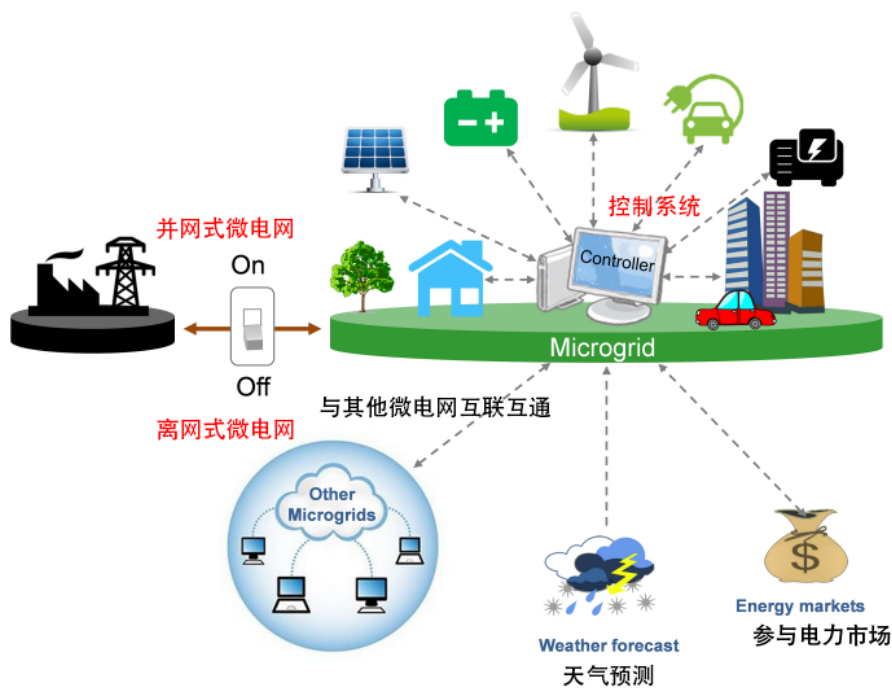 控制系统
并网式微电网
Controller
On
Microgrid
Off
与其他微电网互联互通
离网式微电网
Other
Microgrids
$
Energy markets
参与电力市场
Weather forecast
天气预测